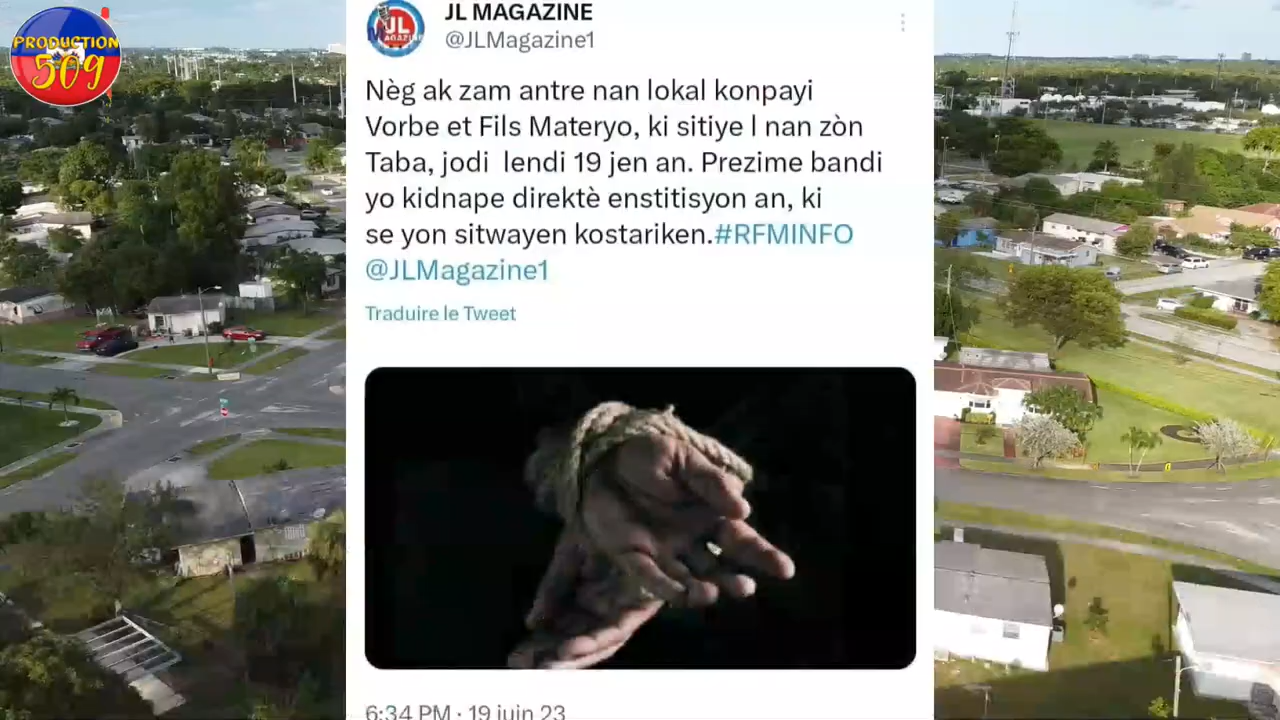 PRODUCTION
509
JL MAGAZINE
@JLMagazine1
Nèg ak zam antre nan lokal konpayi
Vorbe et Fils Materyo, ki sitiye l nan zòn
Taba, jodi  lendi 19 jen an. Prezime bandi
yo kidnape direktè enstitisyon an, ki
se yon sitwayen kostariken.#RFMINFO
@JLMagazine1
Traduire le Tweet
6:34 PM · 19 juin 23